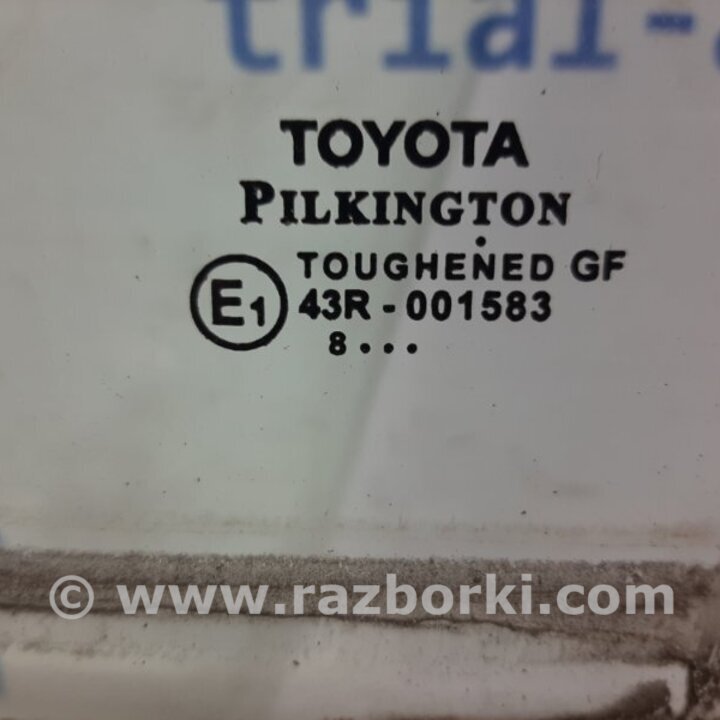 trial-
TOYOTA
PILKINGTON
TOUGHENED GF
E1
43R - 001583
8...
© www.razborki.com